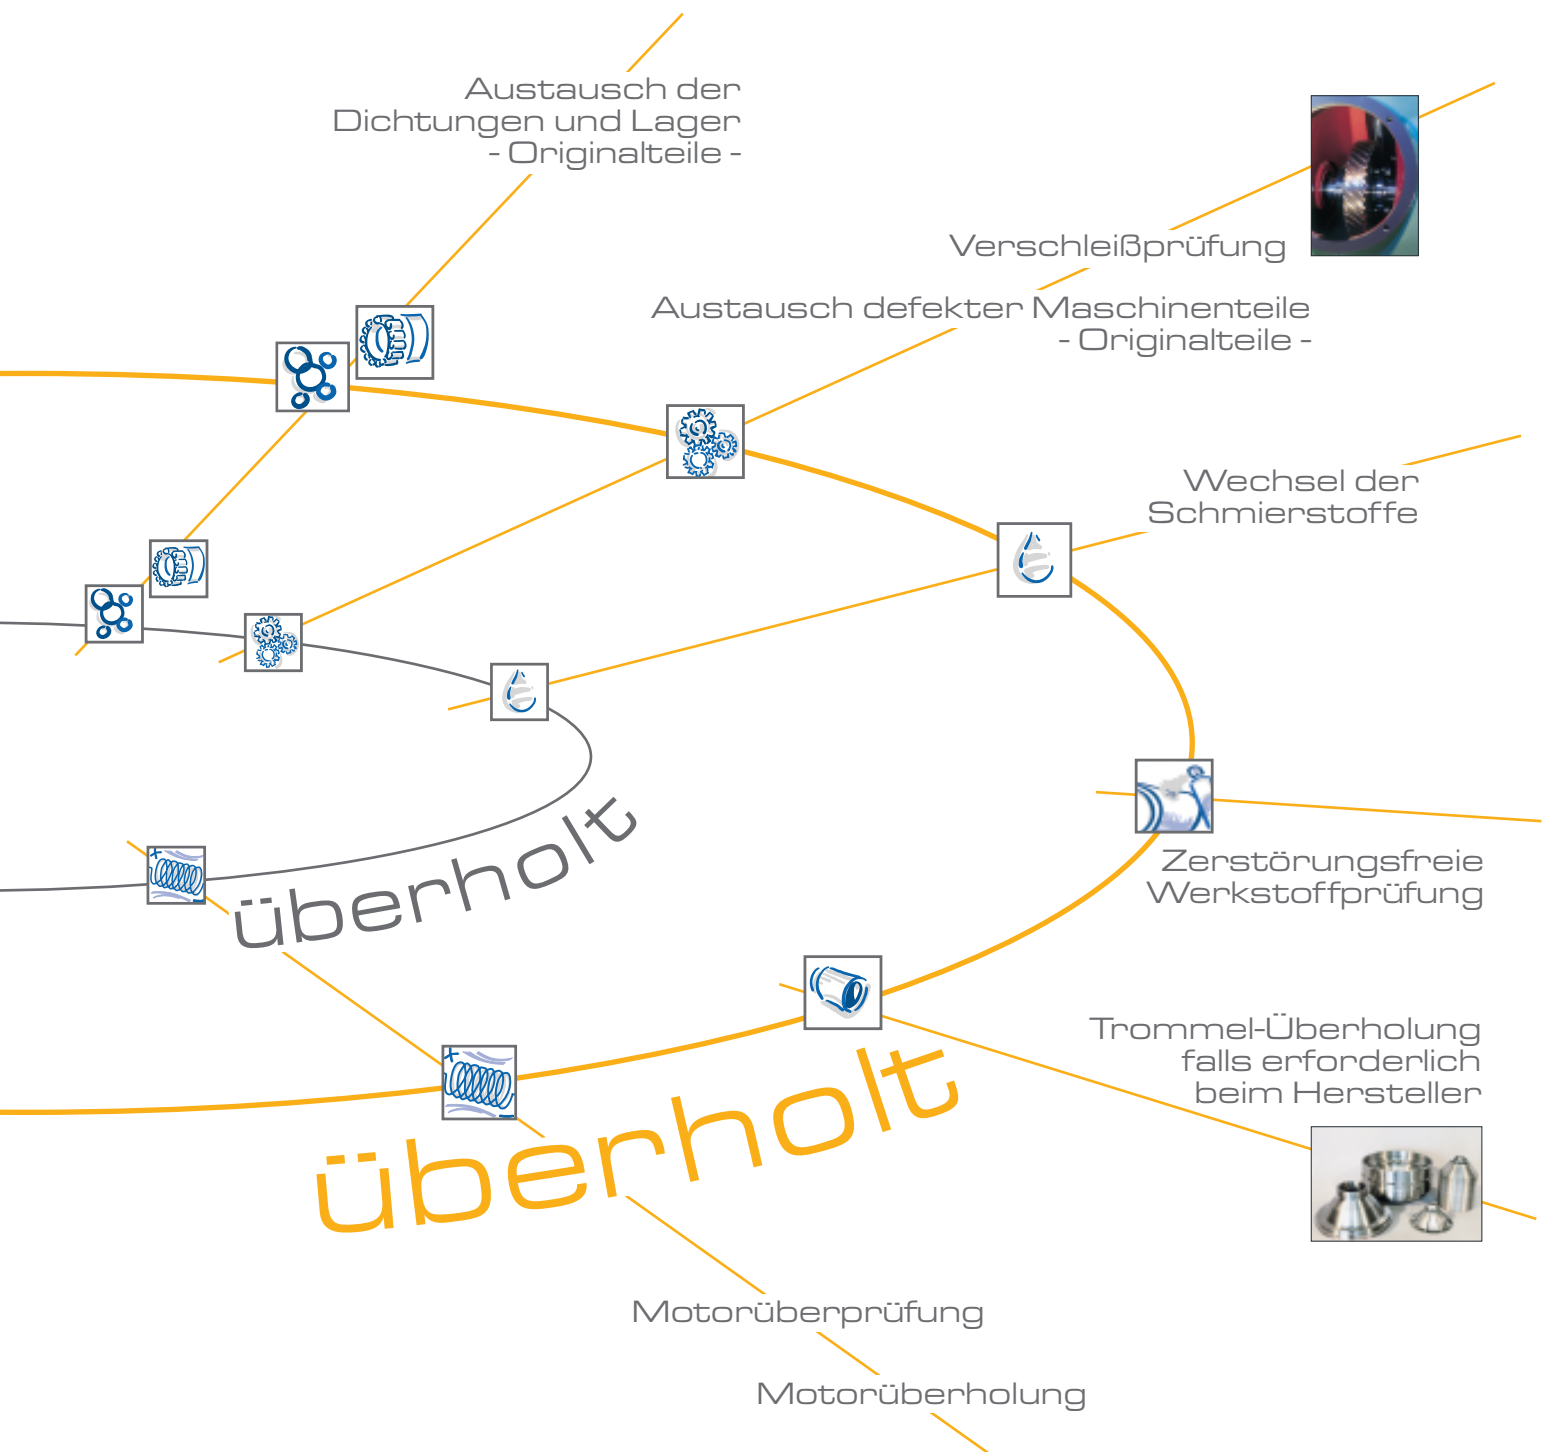 Austausch der
Dichtungen und Lager
- Originalteile -
Verschleißprüfung
Austausch defekter Maschinenteile
- Originalteile -
Wechsel der
Schmierstoffe
überholt
Zerstörungsfreie
Werkstoffprüfung
Trommel-Überholung
falls erforderlich
beim Hersteller
überholt
Motorüberprüfung
Motorüberholung